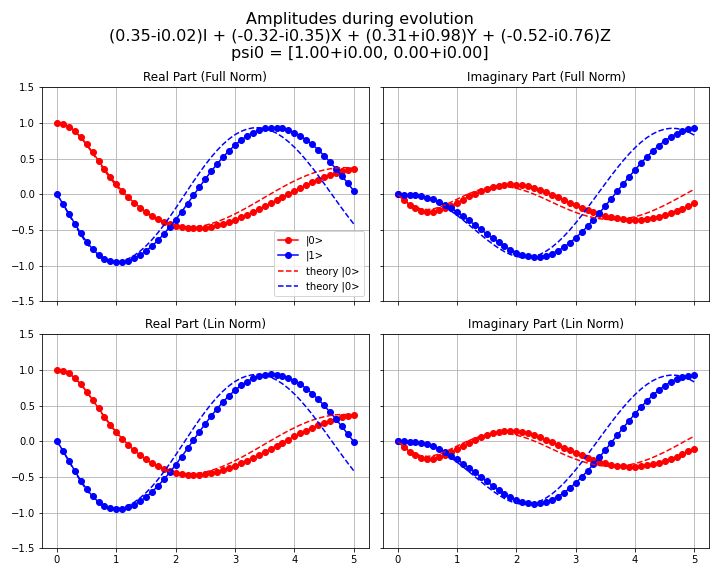 Amplitudes during evolution
(0.35-i0.02)I + (-0.32-i0.35)X + (0.31+i0.98)Y + (-0.52-i0.76)Z
psi0 = [1.00+i0.00, 0.00+i0.00]
Real Part (Full Norm)
Imaginary Part (Full Norm)
1.5
1.0
0.5
0.0
−0.5
−1.0
−1.5
|0>
|1>
theory |0>
theory |0>
Real Part (Lin Norm)
Imaginary Part (Lin Norm)
1.5
1.0
0.5
0.0
−0.5
−1.0
−1.5
0 1 2 3 4 5
0 1 2 3 4 5